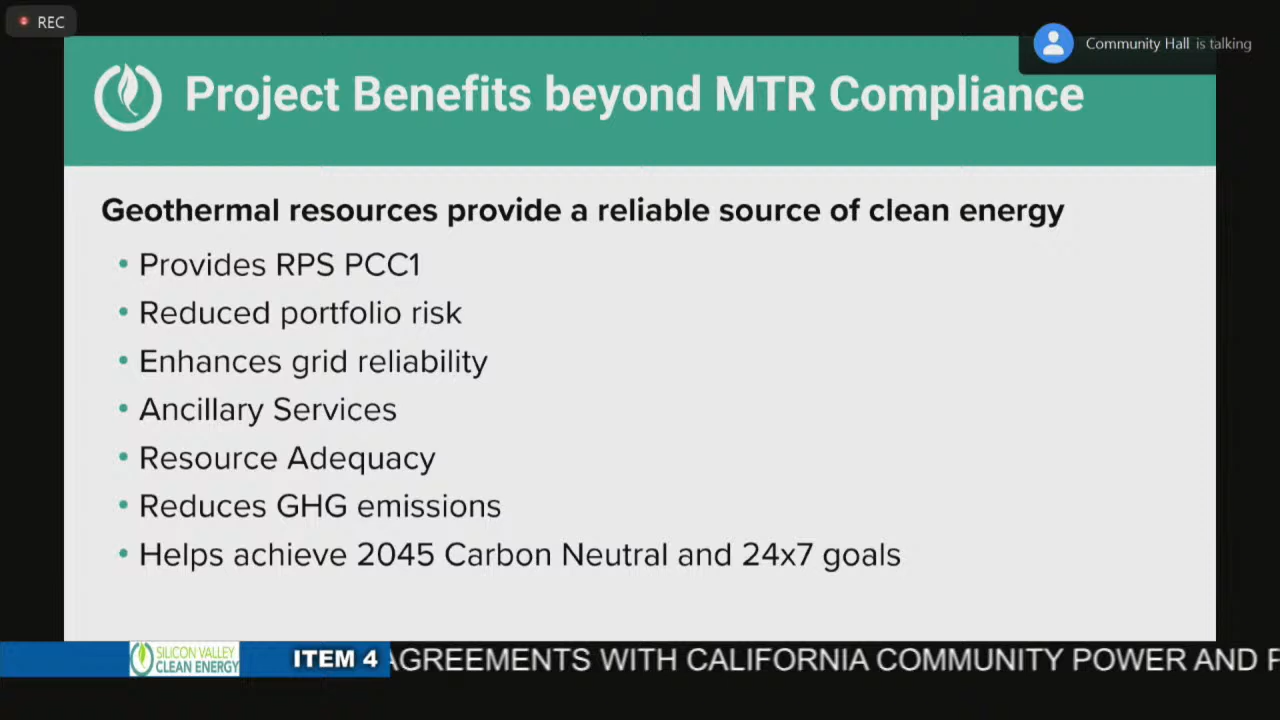 REC
Community Hall is talking
Project Benefits beyond MTR Compliance
Geothermal resources provide a reliable source of clean energy
• Provides RPS PCC1
• Reduced portfolio risk
• Enhances grid reliability
• Ancillary Services
• Resource Adequacy
• Reduces GHG emissions
• Helps achieve 2045 Carbon Neutral and 24x7 goals
SILICON VALLEY
CLEAN ENERGY
ITEM 4
AGREEMENTS WITH CALIFORNIA COMMUNITY POWER AND